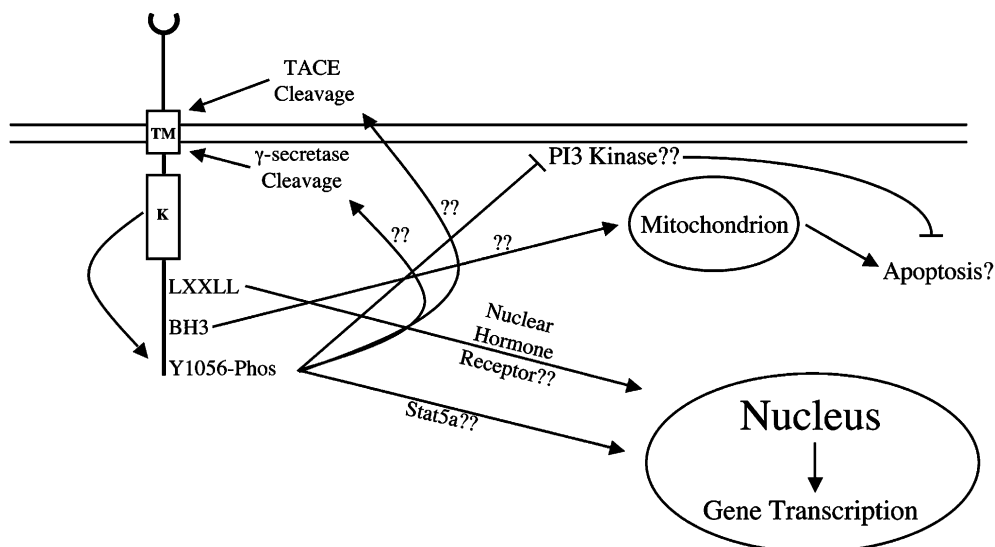 TACE
Cleavage
TM
γ-secretase
Cleavage
PI3 Kinase??
K
??
??
??
Mitochondrion
Apoptosis?
LXXLL
BH3
Y1056-Phos
Nuclear
Hormone
Receptor??
Stat5a??
Nucleus
Gene Transcription